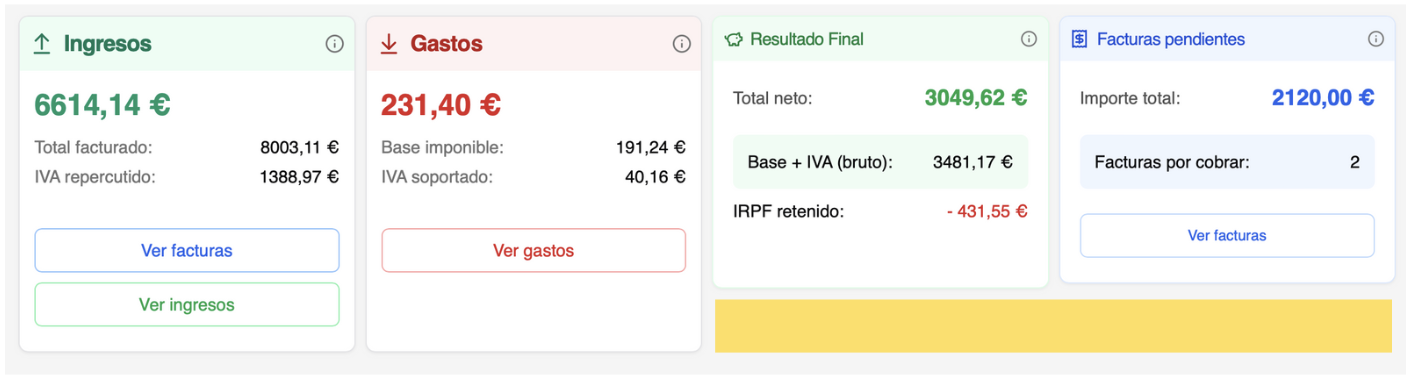 Ingresos
6614,14 €
Total facturado: 8003,11 €
IVA repercutido: 1388,97 €
Ver facturas
Ver ingresos
Gastos
231,40 €
Base imponible: 191,24 €
IVA soportado: 40,16 €
Ver gastos
Resultado Final
Total neto: 3049,62 €
Base + IVA (bruto): 3481,17 €
IRPF retenido: - 431,55 €
Facturas pendientes
Importe total: 2120,00 €
Facturas por cobrar: 2
Ver facturas